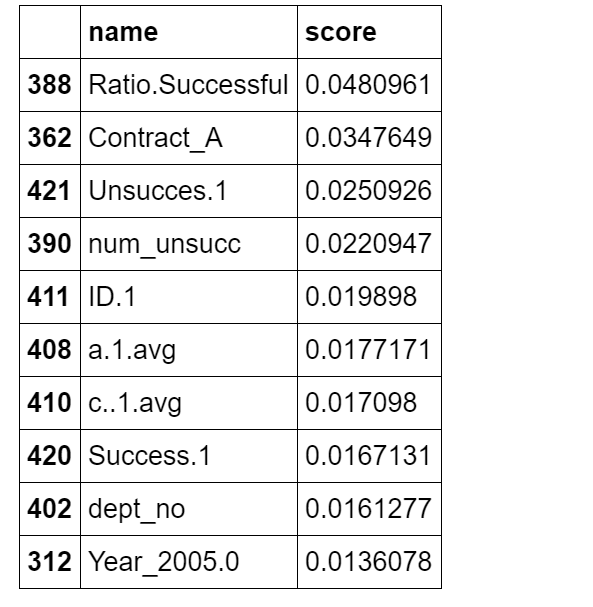 name score
388 Ratio.Successful 0.0480961
362 Contract_A 0.0347649
421 Unsucces.1 0.0250926
390 num_unsucc 0.0220947
411 ID.1 0.019898
408 a.1.avg 0.0177171
410 c..1.avg 0.017098
420 Success.1 0.0167131
402 dept_no 0.0161277
312 Year_2005.0 0.0136078